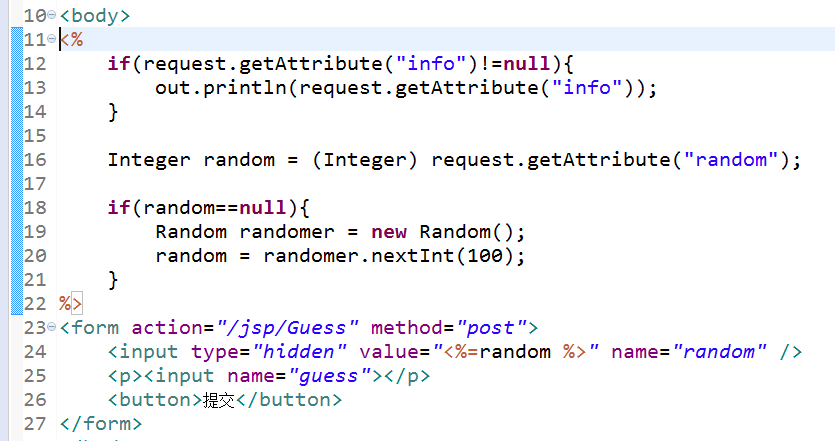 10 <body>
11 <%
12     if(request.getAttribute("info")!=null){
13         out.println(request.getAttribute("info"));
14     }
15
16     Integer random = (Integer) request.getAttribute("random");
17
18     if(random==null){
19         Random randomer = new Random();
20         random = randomer.nextInt(100);
21     }
22 %>
23 <form action="/jsp/Guess" method="post">
24     <input type="hidden" value="<%=random %>" name="random" />
25     <p><input name="guess"></p>
26     <button>提交</button>
27 </form>